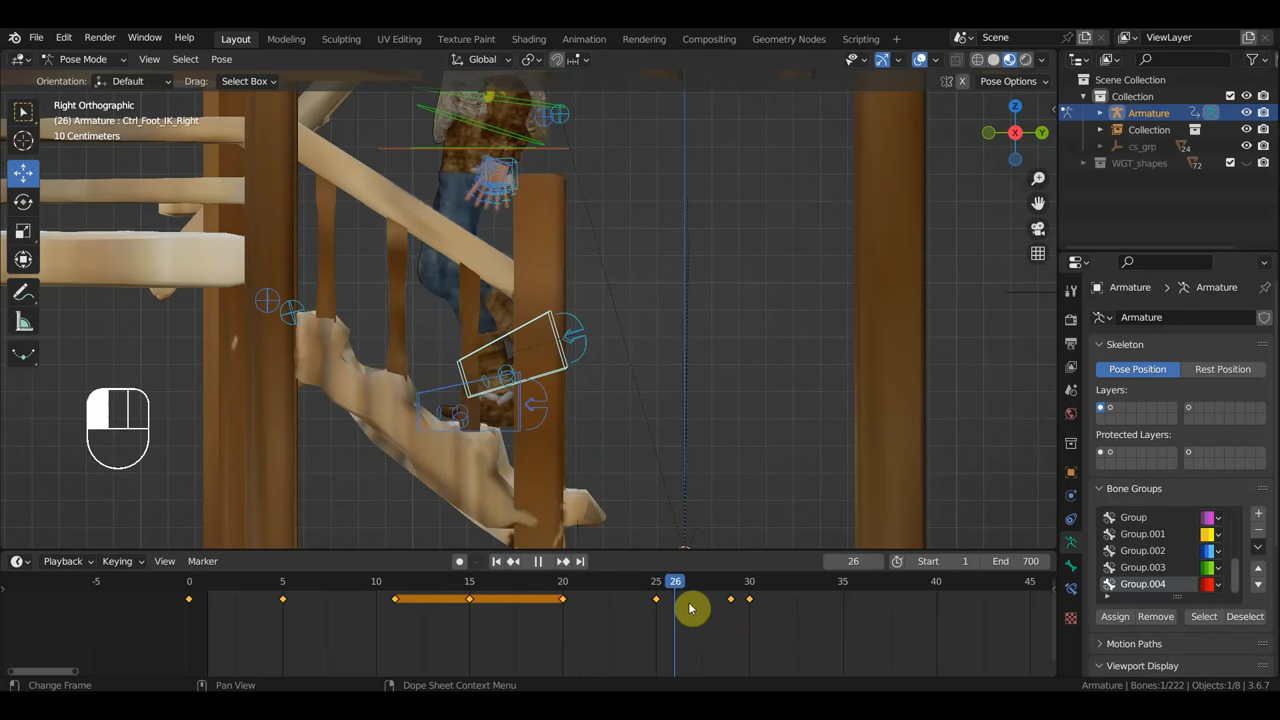 File Edit Render Window Help Layout Modeling Sculpting UV Editing Texture Paint Shading Animation Rendering Compositing Geometry Nodes Scripting Scene ViewLayer
Pose Mode View Select Pose Global
Orientation: Default Drag: Select Box X Pose Options
Scene Collection
Collection
Right Orthographic
(26) Armature : Ctrl_Foot_IK_Right
10 Centimeters
Armature
Collection
cs_grp 24
WGT_shapes 72
X Y Z
Armature Armature
Armature
Skeleton
Pose Position Rest Position
Layers:
Protected Layers:
Bone Groups
Group
Group.001
Group.002
Group.003
Group.004
Assign Remove Select Deselect
Motion Paths
Viewport Display
Playback Keying View Marker 26 Start 1 End 700
-5 0 5 10 15 20 25 26 30 35 40 45
Change Frame Pan View Dope Sheet Context Menu Armature | Bones:1/222 | Objects:1/8 | 3.6.7